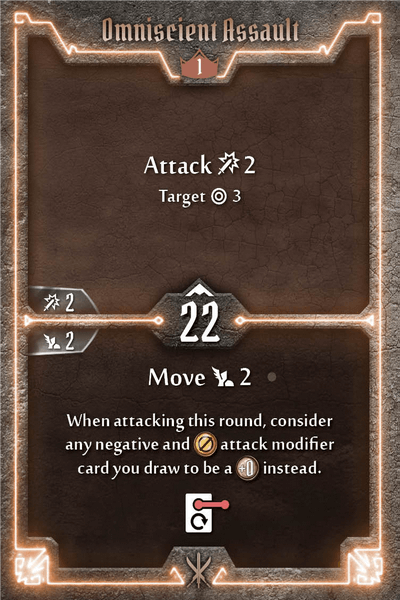 Omniscient Assault
1
Attack 2
Target 3
2
22
2
Move 2
When attacking this round, consider
any negative and attack modifier
card you draw to be a +0 instead.